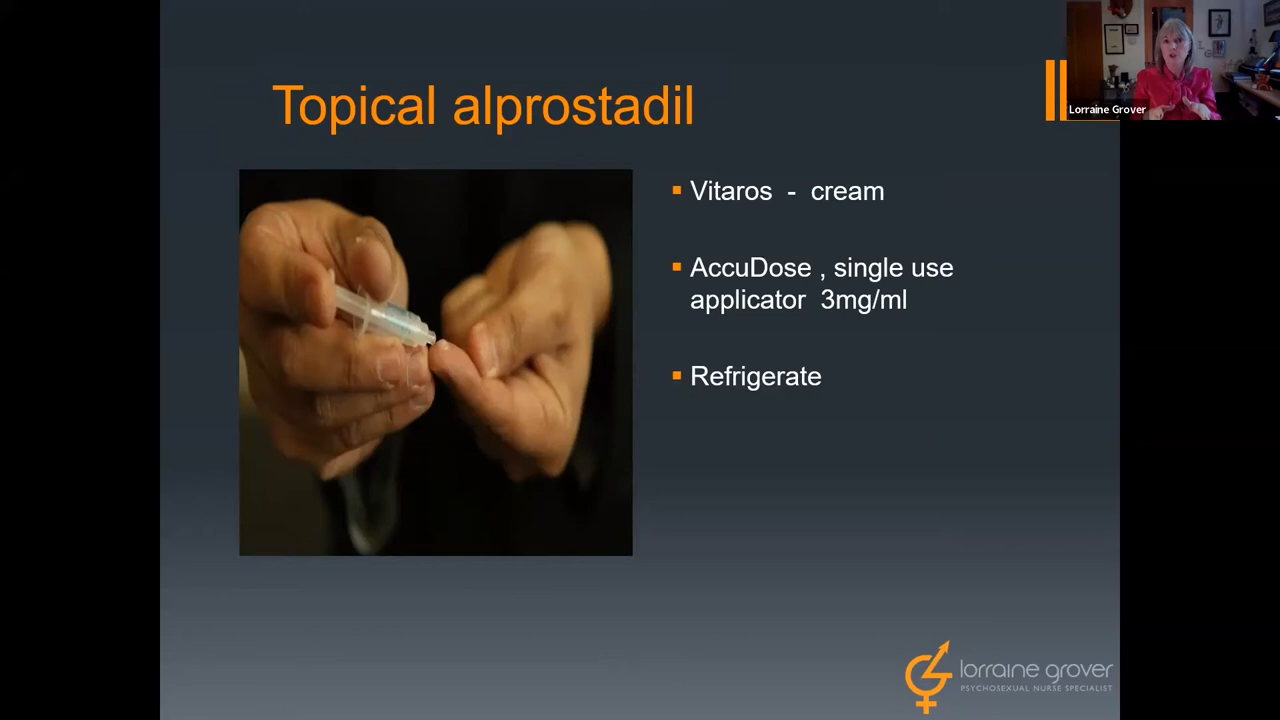 Topical alprostadil
Lorraine Grover
▪ Vitaros - cream
▪ AccuDose , single use
applicator 3mg/ml
▪ Refrigerate
lorraine grover
PSYCHOSEXUAL NURSE SPECIALIST